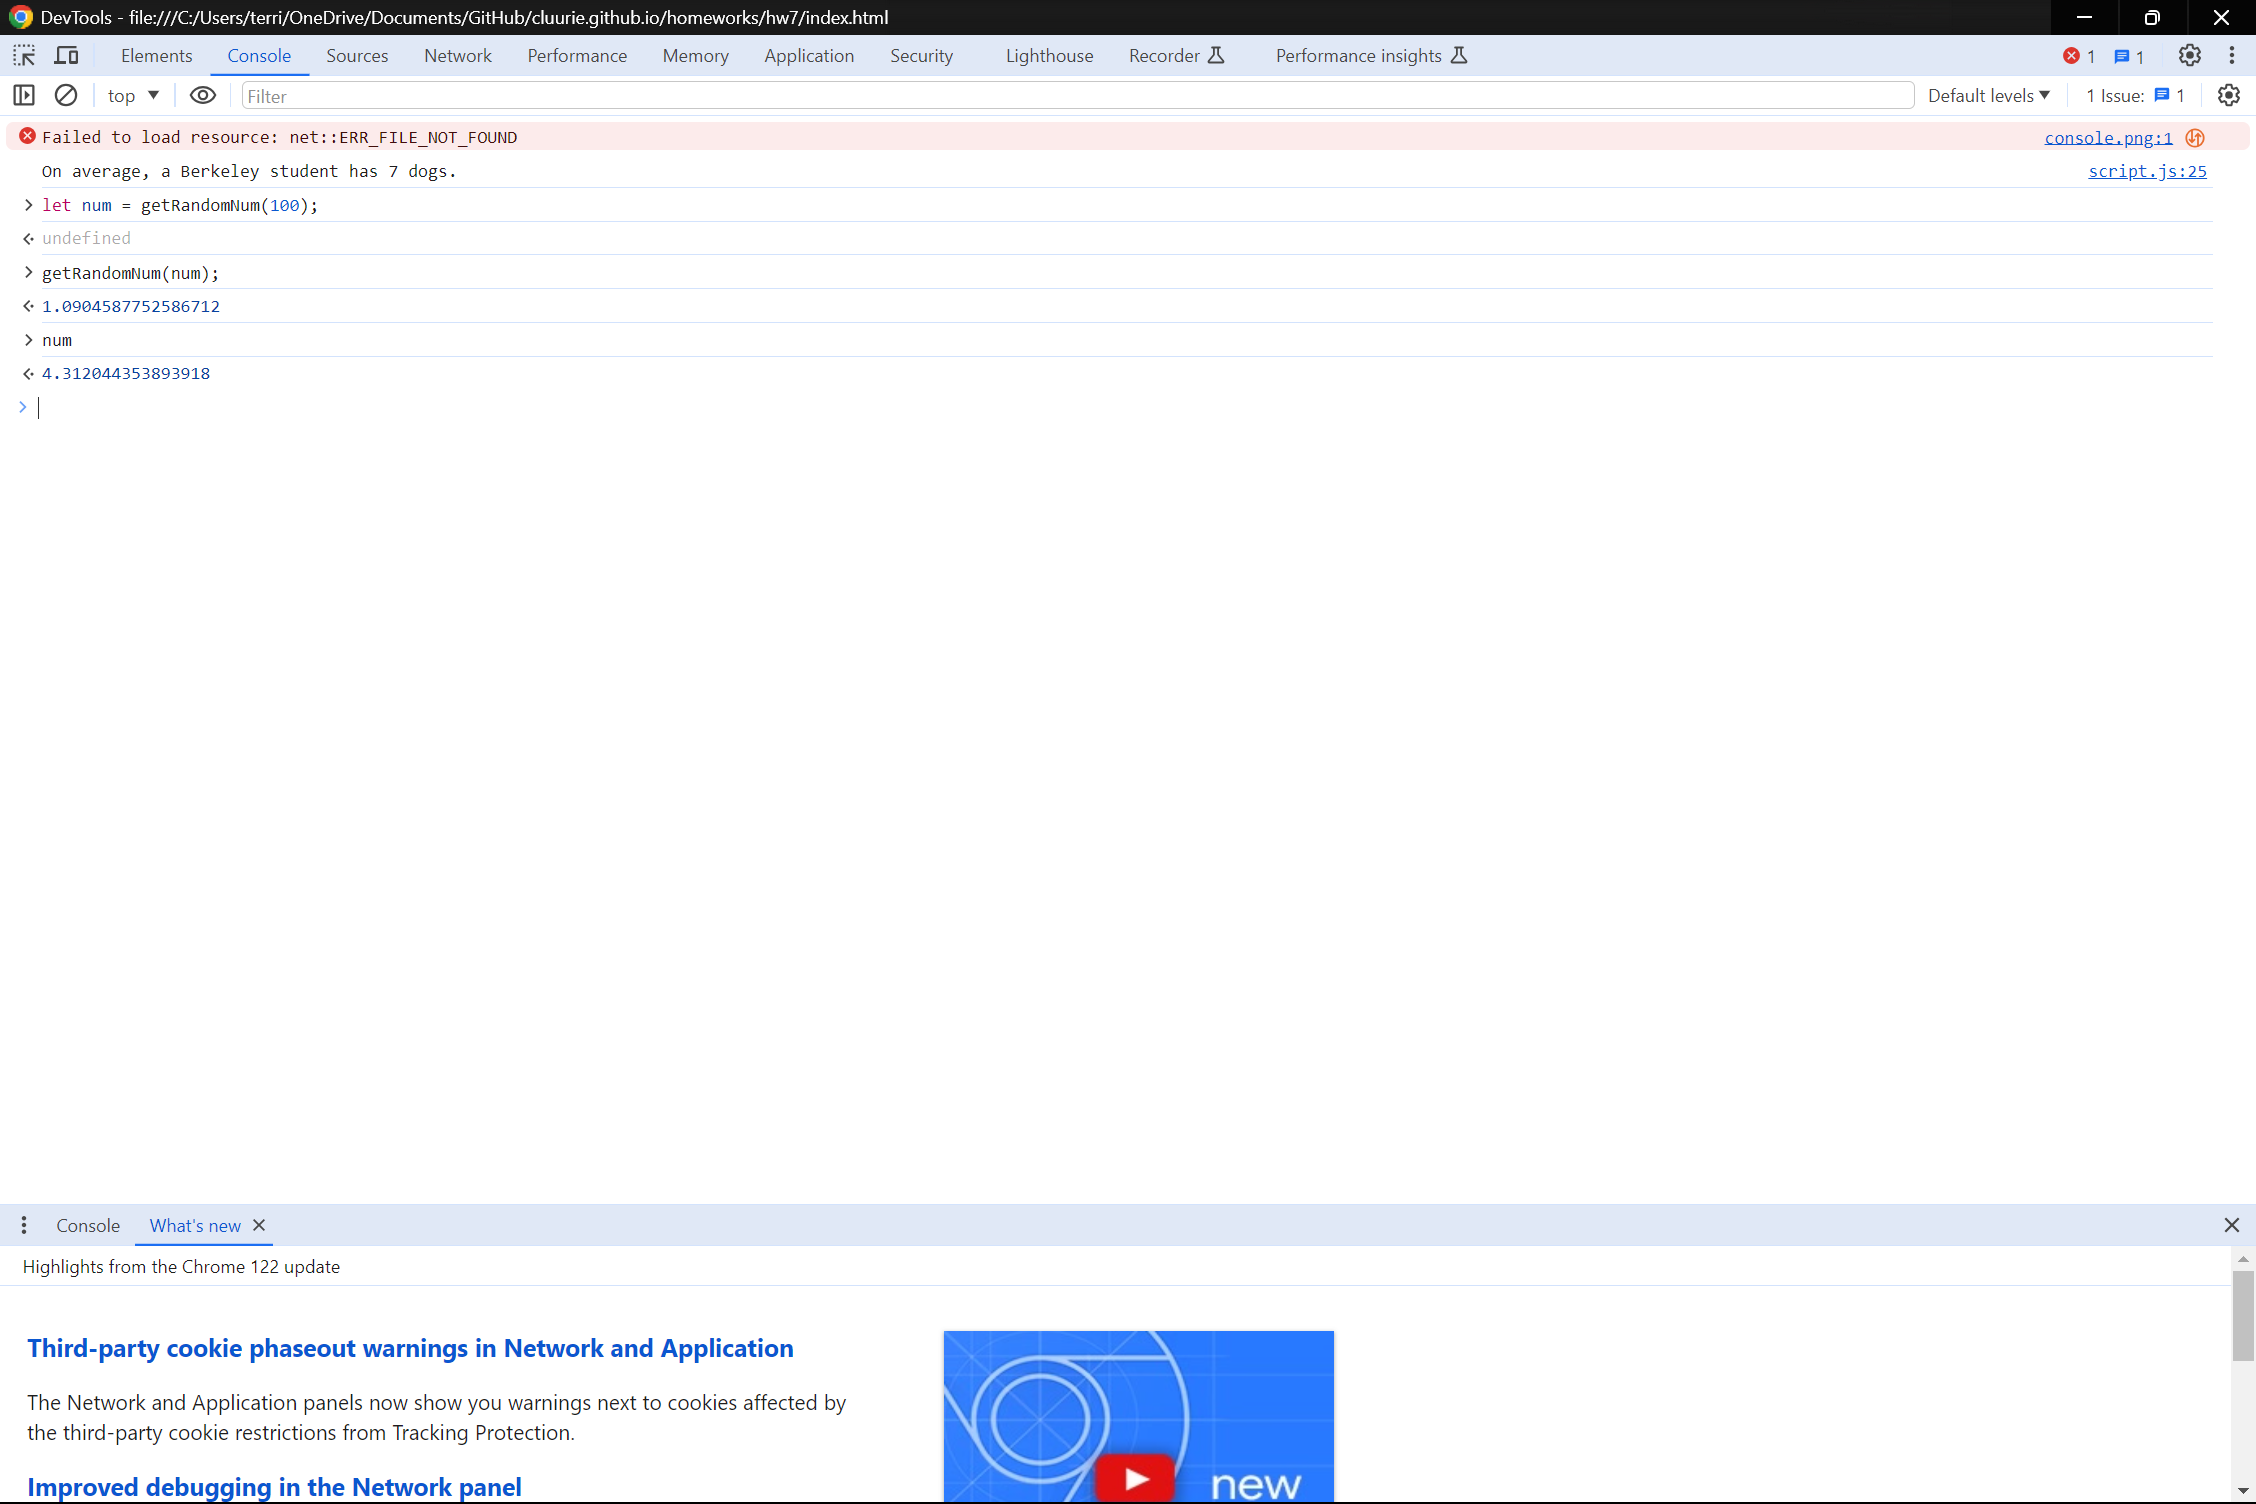 DevTools - file:///C:/Users/terri/OneDrive/Documents/GitHub/cluurie.github.io/homeworks/hw7/index.html
Elements Console Sources Network Performance Memory Application Security Lighthouse Recorder Performance insights 1 1
top Filter Default levels 1 Issue: 1
Failed to load resource: net::ERR_FILE_NOT_FOUND console.png:1
On average, a Berkeley student has 7 dogs. script.js:25
let num = getRandomNum(100);
undefined
getRandomNum(num);
1.0904587752586712
num
4.312044353893918
Console What's new
Highlights from the Chrome 122 update
Third-party cookie phaseout warnings in Network and Application
The Network and Application panels now show you warnings next to cookies affected by
the third-party cookie restrictions from Tracking Protection.
Improved debugging in the Network panel
new